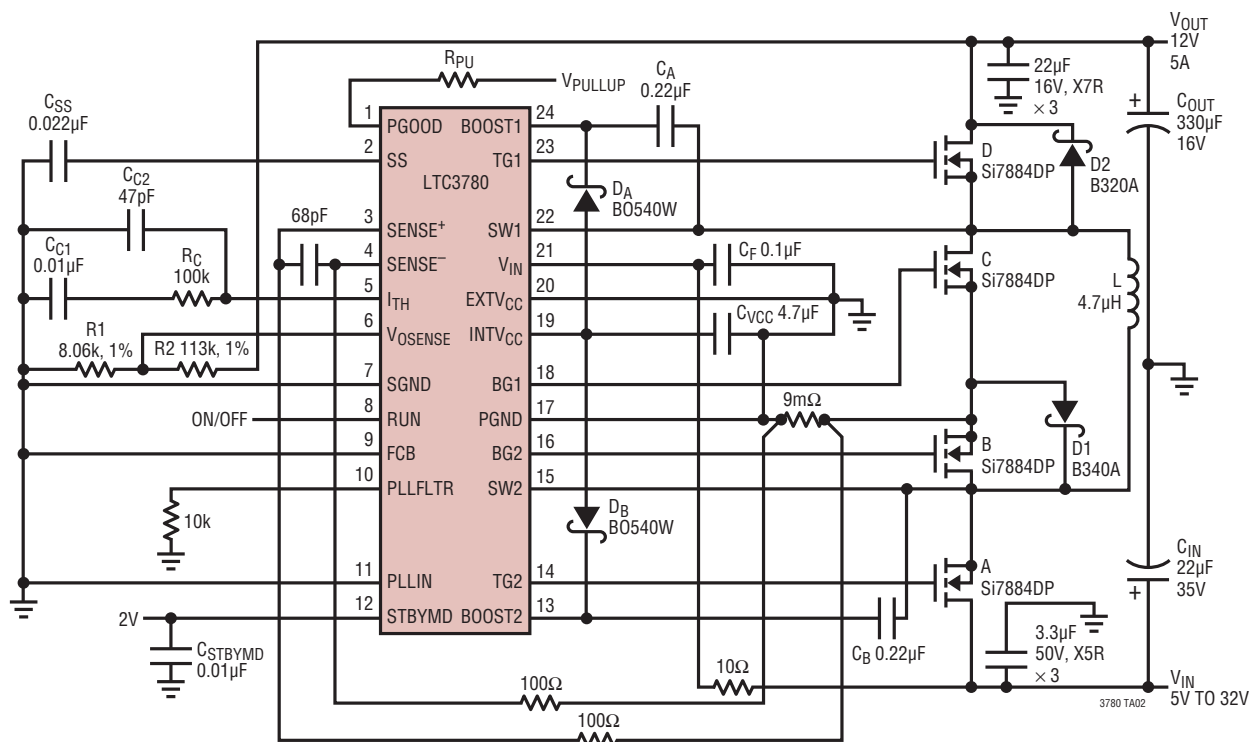 VOUT
12V
5A
RPU
VPULLUP
CA
0.22µF
22µF
16V, X7R
× 3
+
COUT
330µF
16V
CSS
0.022µF
1
PGOOD
BOOST1
24
2
SS
TG1
23
LTC3780
D
Si7884DP
D2
B320A
CC2
47pF
68pF
DA
BO540W
3
SENSE+
SW1
22
4
SENSE–
VIN
21
CF 0.1µF
C
Si7884DP
L
4.7µH
CC1
0.01µF
RC
100k
5
ITH
EXTVCC
20
6
VOSENSE
INTVCC
19
CVCC 4.7µF
R1
8.06k, 1%
R2 113k, 1%
7
SGND
BG1
18
9mΩ
ON/OFF
8
RUN
PGND
17
D1
B340A
9
FCB
BG2
16
B
Si7884DP
10
PLLFLTR
SW2
15
10k
DB
BO540W
11
PLLIN
TG2
14
A
Si7884DP
CIN
22µF
35V
+
2V
12
STBYMD
BOOST2
13
CSTBYMD
0.01µF
CB 0.22µF
3.3µF
50V, X5R
× 3
10Ω
100Ω
100Ω
3780 TA02
VIN
5V TO 32V